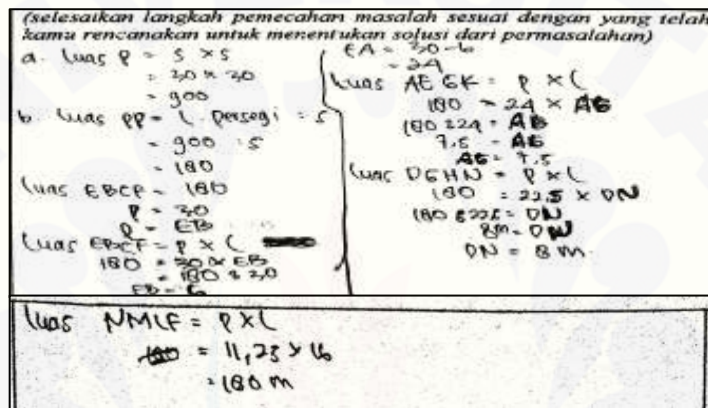 (selesaikan langkah pemecahan masalah sesuai dengan yang telah
kamu rencanakan untuk menentukan solusi dari permasalahan)
a. Luas P = s × s
= 30 × 30
= 900
b. Luas PP = L. persegi : 5
= 900 : 5
= 180
Luas EBCF = 180
P = 30
l = EB
Luas EBCF = P × l
180 = 30 × EB
= 180 : 30
EB = 6
EA = 30 - 6
= 24
Luas AEGK = P × l
180 = 24 × AG
180 : 24 = AG
7,5 = AG
AG = 7,5
Luas DGHN = P × l
180 = 22,5 × DN
180 : 22,5 = DN
8m = DN
DN = 8 m.
Luas NMLF = P × l
= 11,25 × 16
= 180 m